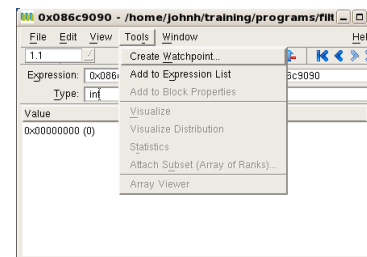 0x086c9090 - /home/johnh/training/programs/filt
File Edit View Tools Window Hel
1.1
Create Watchpoint...
Expression: 0x086 6c9090
Add to Expression List
Type: int
Add to Block Properties
Value
Visualize
0x00000000 (0)
Visualize Distribution
Statistics
Attach Subset (Array of Ranks)...
Array Viewer